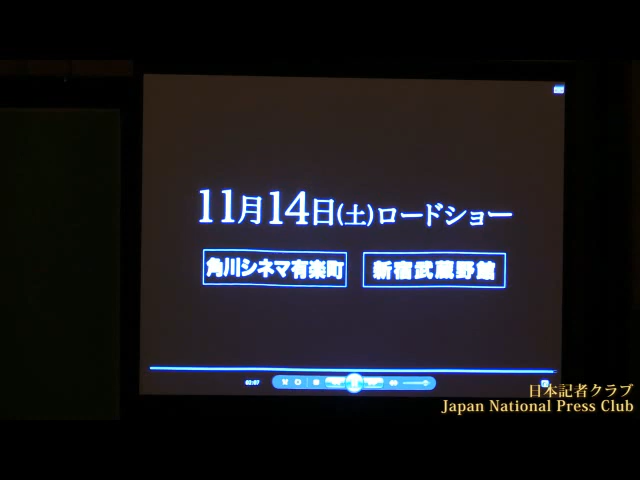 11月14日(土)ロードショー
角川シネマ有楽町 新宿武蔵野館
02:07
日本記者クラブ
Japan National Press Club